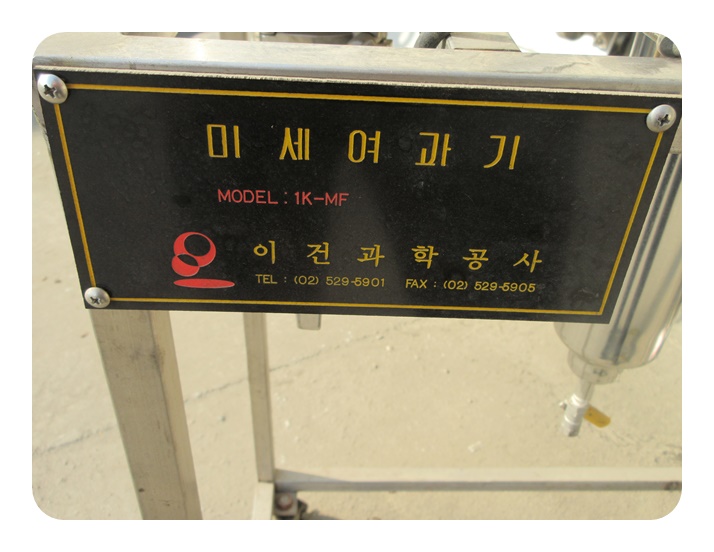 미 세 여 과 기
MODEL : 1K-MF
이 건 과 학 공 사
TEL : (02) 529-5901 FAX : (02) 529-5905